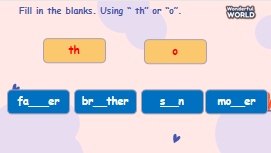 Fill in the blanks. Using “ th” or “o”.
Wonderful
WORLD
th
o
fa___er
br__ther
s__n
mo__er